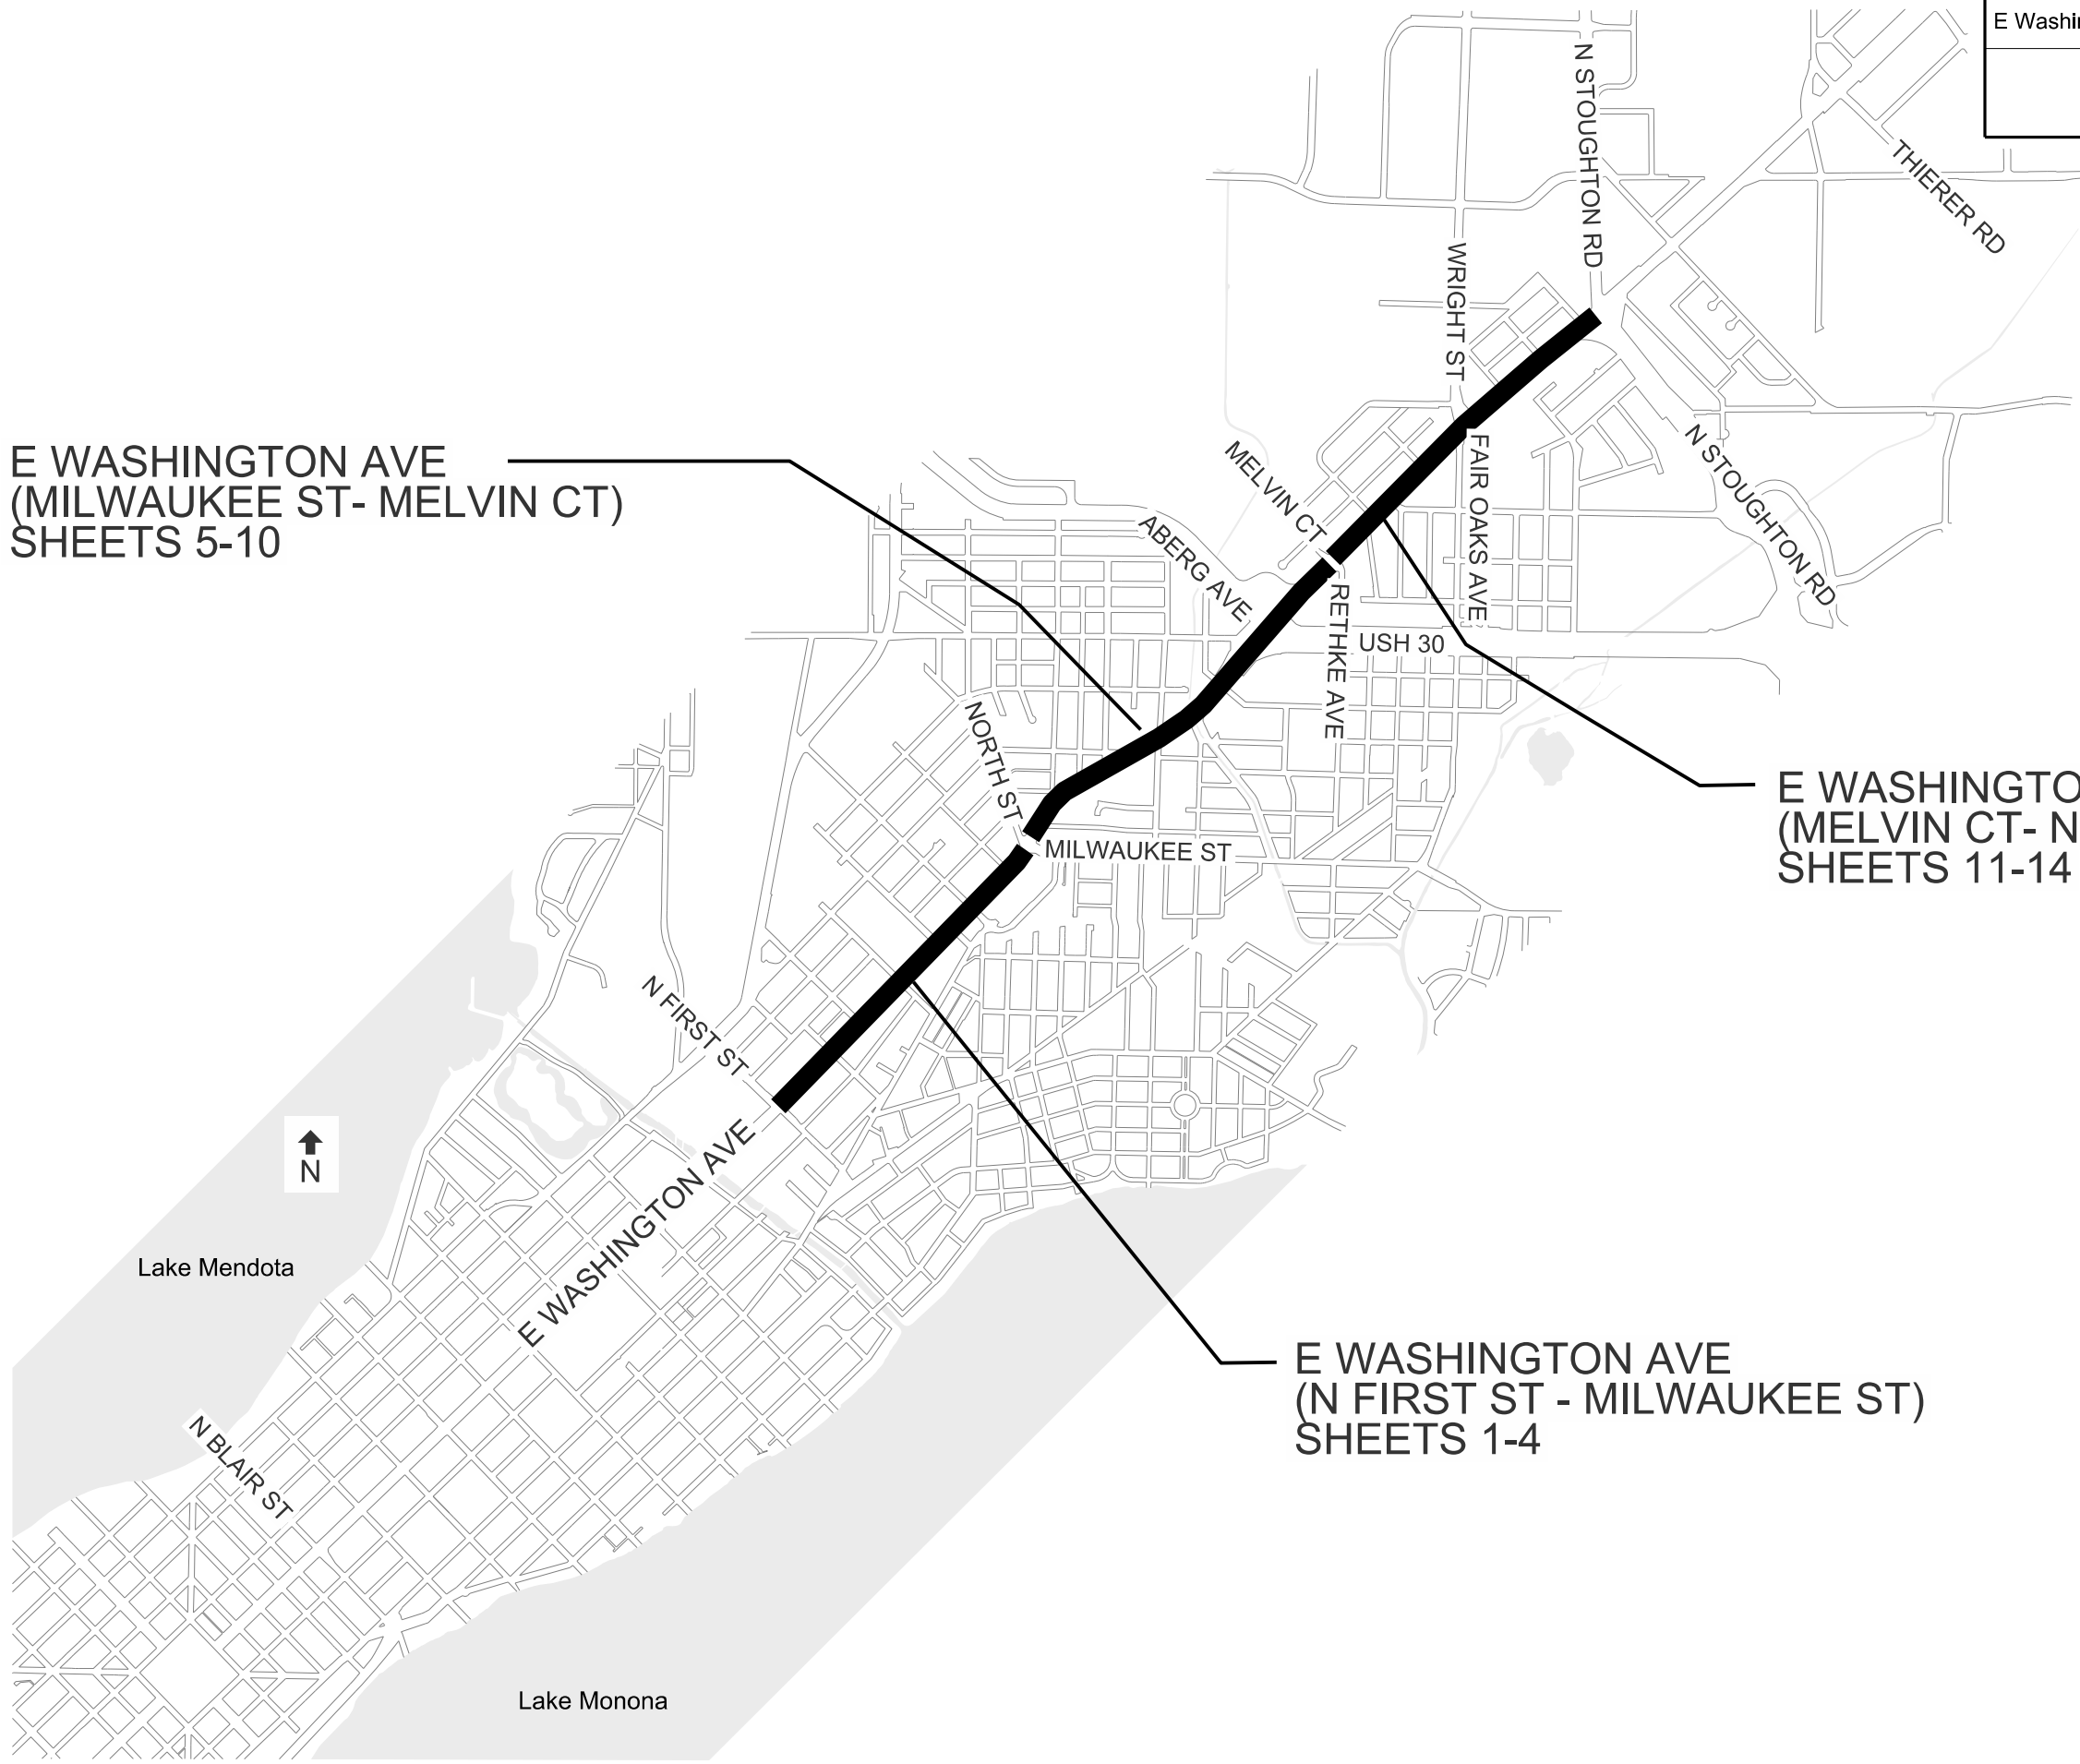 E Washin
N STOUGHTON RD
THIERER RD
WRIGHT ST
E WASHINGTON AVE
(MILWAUKEE ST- MELVIN CT)
SHEETS 5-10
MELVIN CT
FAIR OAKS AVE
N STOUGHTON RD
ABERG AVE
RETHKE AVE
USH 30
NORTH ST
E WASHINGTO
(MELVIN CT- N
SHEETS 11-14
MILWAUKEE ST
N FIRST ST
N
E WASHINGTON AVE
Lake Mendota
E WASHINGTON AVE
(N FIRST ST - MILWAUKEE ST)
SHEETS 1-4
N BLAIR ST
Lake Monona